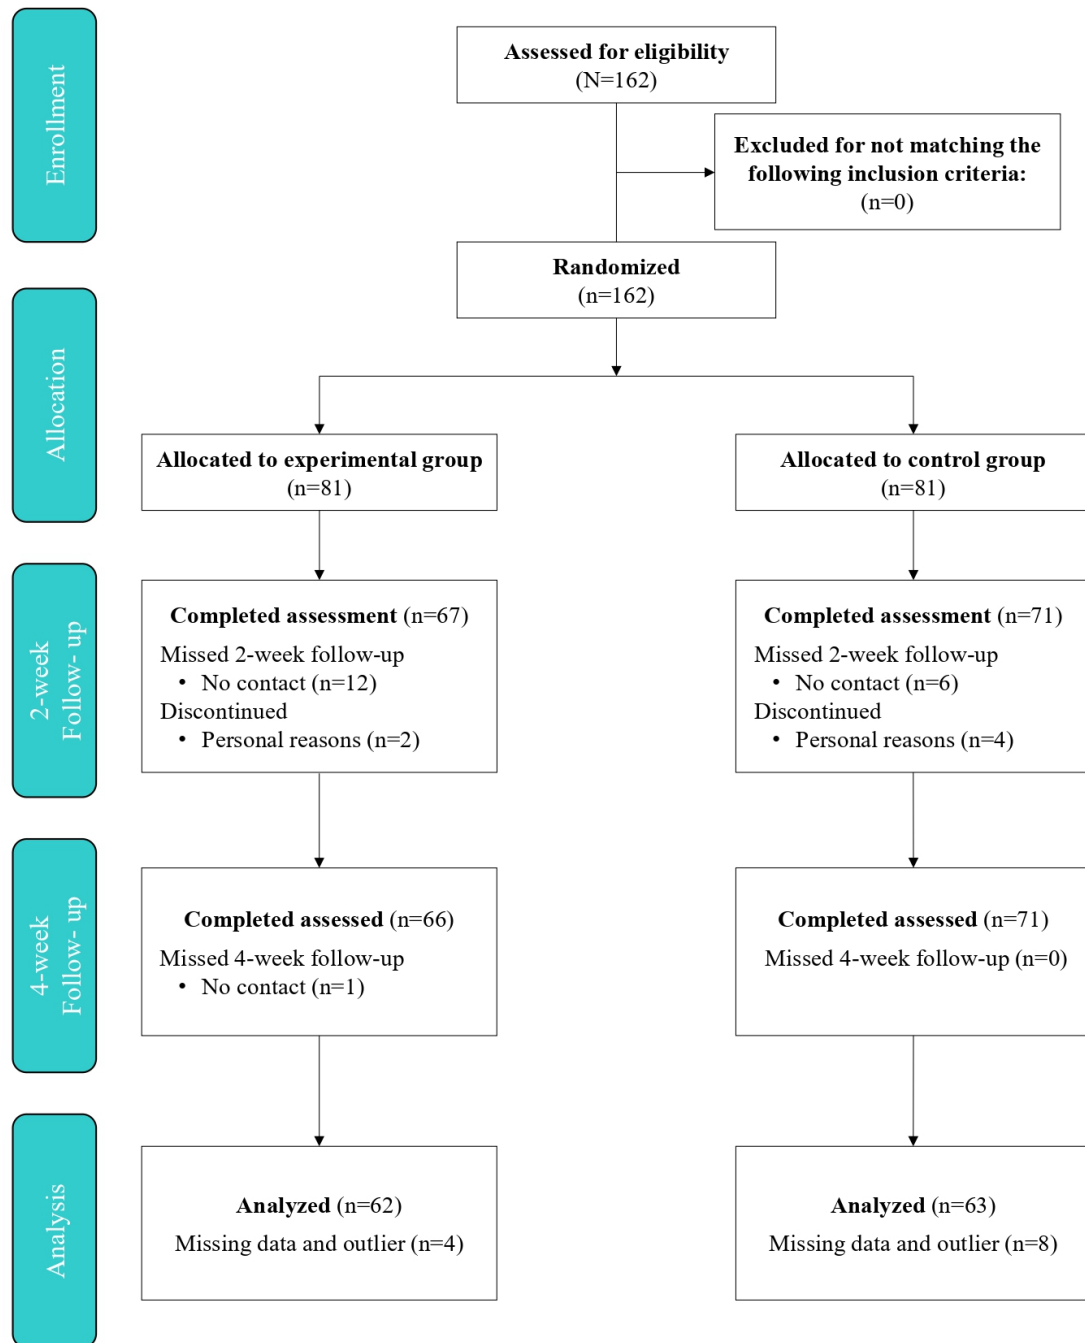 Enrollment
Assessed for eligibility
(N=162)
Excluded for not matching the
following inclusion criteria:
(n=0)
Randomized
(n=162)
Allocation
Allocated to experimental group
(n=81)
Allocated to control group
(n=81)
2-week
Follow- up
Completed assessment (n=67)
Missed 2-week follow-up
• No contact (n=12)
Discontinued
• Personal reasons (n=2)
Completed assessment (n=71)
Missed 2-week follow-up
• No contact (n=6)
Discontinued
• Personal reasons (n=4)
4-week
Follow- up
Completed assessed (n=66)
Missed 4-week follow-up
• No contact (n=1)
Completed assessed (n=71)
Missed 4-week follow-up (n=0)
Analysis
Analyzed (n=62)
Missing data and outlier (n=4)
Analyzed (n=63)
Missing data and outlier (n=8)